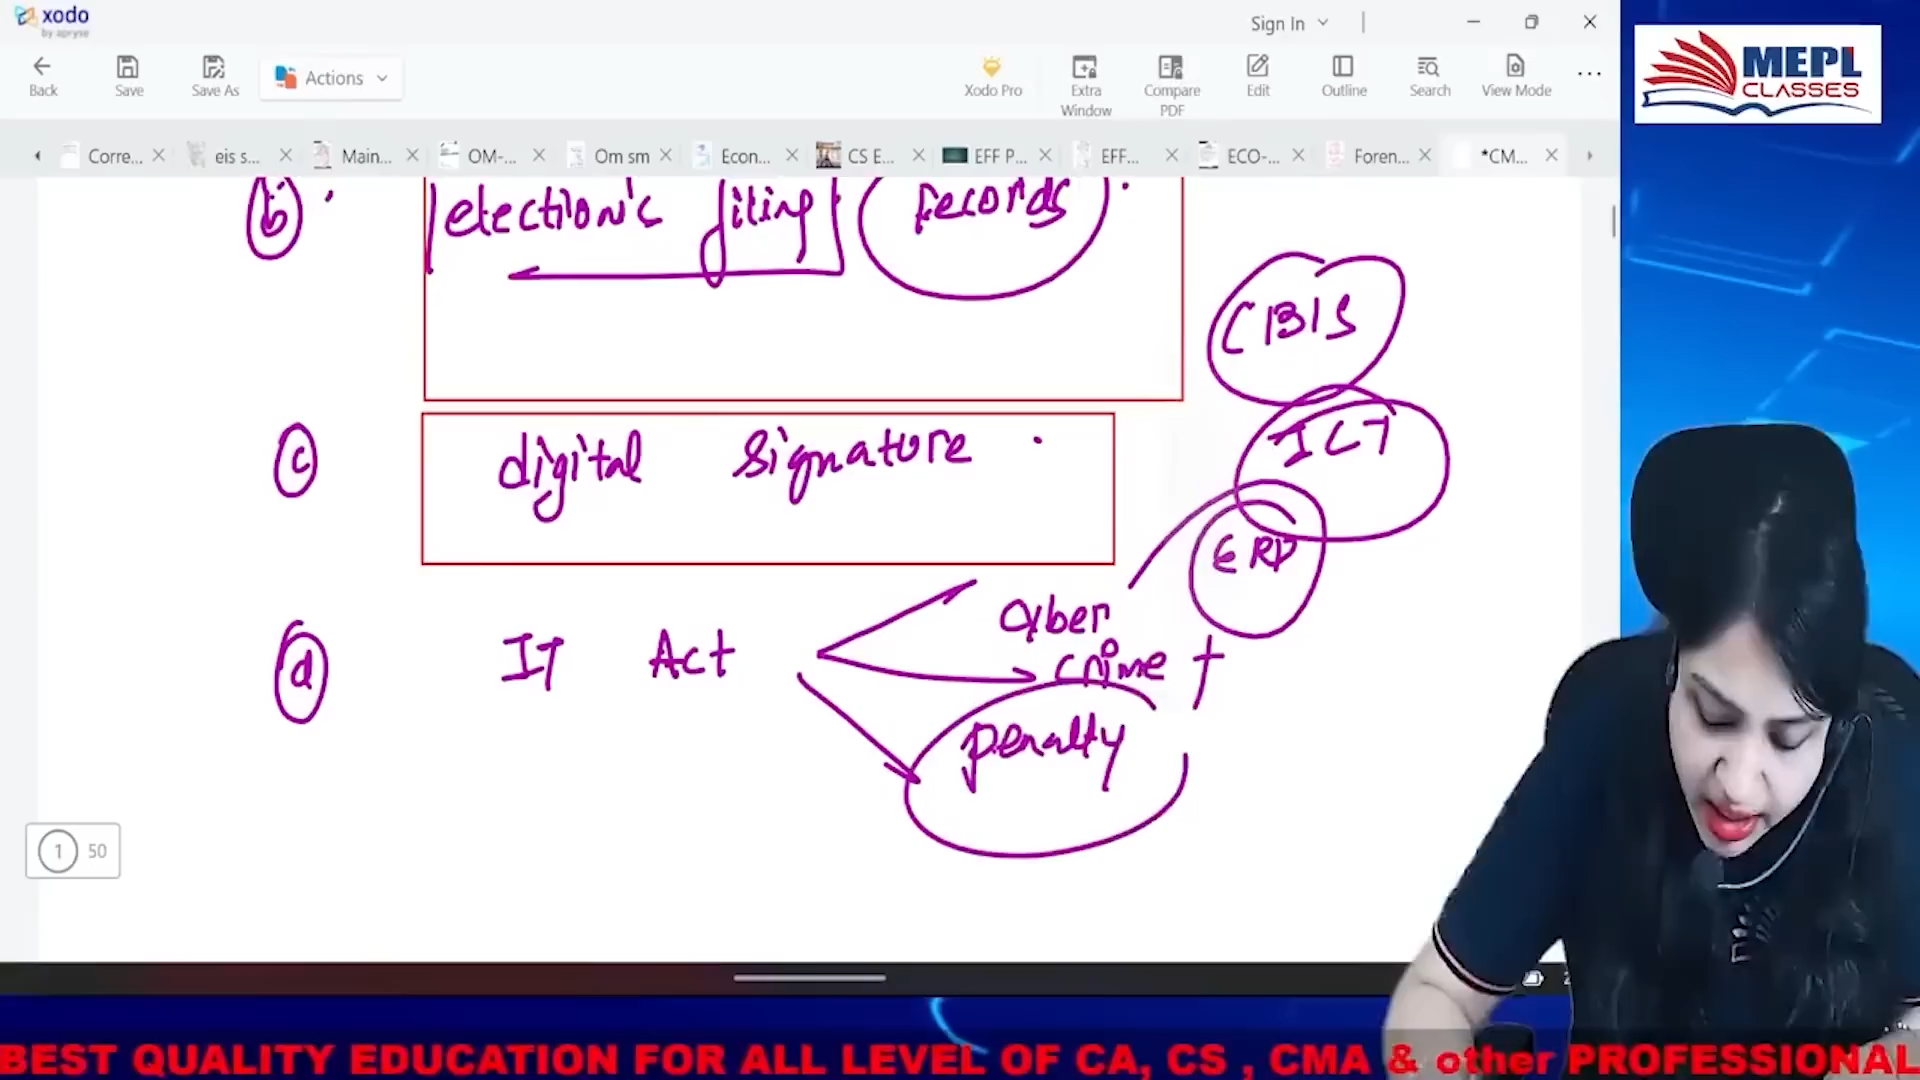 xodo
by apryse
Sign In
Back
Save
Save As
Actions
Xodo Pro
Extra Window
Compare PDF
Edit
Outline
Search
View Mode
MEPL
CLASSES
Corre...
eis s...
Main...
OM-...
Om sm
Econ...
CS E...
EFF P...
EFF...
ECO-...
Foren...
*CM...
b
electionic filing records
CBIS
c
digital signature
ICT
ERP
d
IT Act
cyber
crime +
penalty
1 50
BEST QUALITY EDUCATION FOR ALL LEVEL OF CA, CS , CMA & other PROFESSIONAL